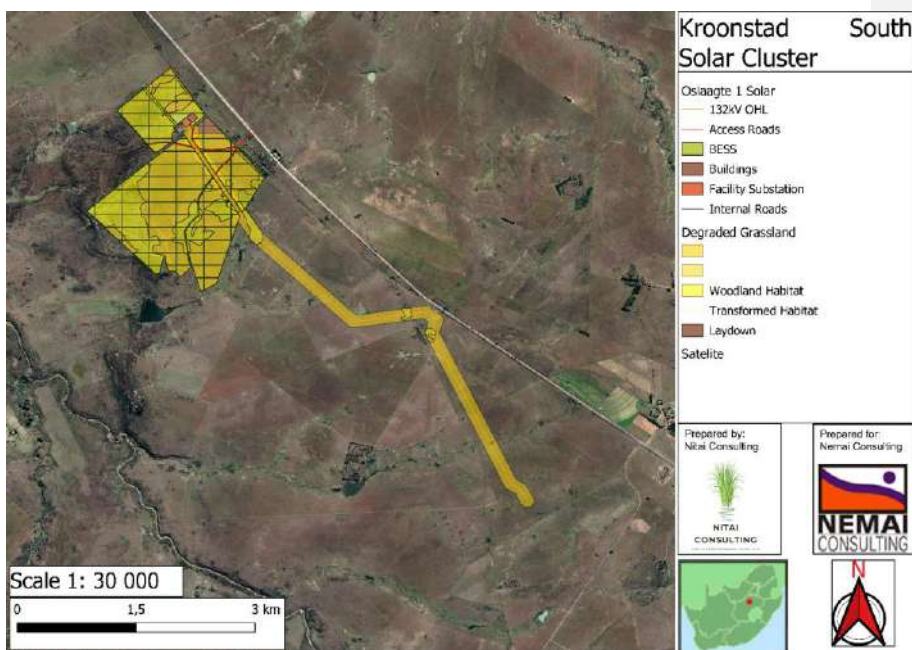 Kroonstad South
Solar Cluster
Oslaagte 1 Solar
132kV OHL
Access Roads
BESS
Buildings
Facility Substation
Internal Roads
Degraded Grassland
Woodland Habitat
Transformed Habitat
Laydown
Satelite
Prepared by:
Nitai Consulting
Prepared for:
Nemai Consulting
NITAI
CONSULTING
NEMAI
CONSULTING
N
Scale 1: 30 000
0 1,5 3 km